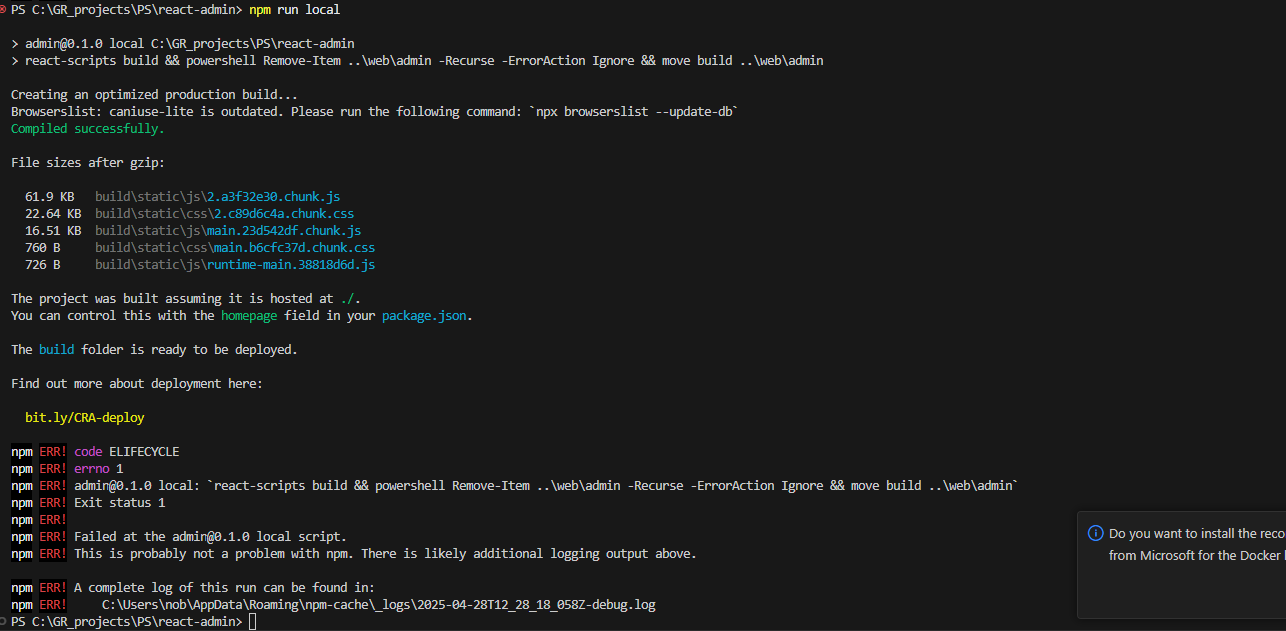 PS C:\GR_projects\PS\react-admin> npm run local
> admin@0.1.0 local C:\GR_projects\PS\react-admin
> react-scripts build && powershell Remove-Item ..\web\admin -Recurse -ErrorAction Ignore && move build ..\web\admin
Creating an optimized production build...
Browserslist: caniuse-lite is outdated. Please run the following command: `npx browserslist --update-db`
Compiled successfully.
File sizes after gzip:
61.9 KB build\static\js\2.a3f32e30.chunk.js
22.64 KB build\static\css\2.c89d6c4a.chunk.css
16.51 KB build\static\js\main.23d542df.chunk.js
760 B build\static\css\main.b6cfc37d.chunk.css
726 B build\static\js\runtime-main.38818d6d.js
The project was built assuming it is hosted at ./.
You can control this with the homepage field in your package.json.
The build folder is ready to be deployed.
Find out more about deployment here:
bit.ly/CRA-deploy
npm ERR! code ELIFECYCLE
npm ERR! errno 1
npm ERR! admin@0.1.0 local: `react-scripts build && powershell Remove-Item ..\web\admin -Recurse -ErrorAction Ignore && move build ..\web\admin`
npm ERR! Exit status 1
npm ERR!
npm ERR! Failed at the admin@0.1.0 local script.
npm ERR! This is probably not a problem with npm. There is likely additional logging output above.
npm ERR! A complete log of this run can be found in:
npm ERR! C:\Users\nob\AppData\Roaming\npm-cache\_logs\2025-04-28T12_28_18_058Z-debug.log
PS C:\GR_projects\PS\react-admin>
Do you want to install the reco
from Microsoft for the Docker